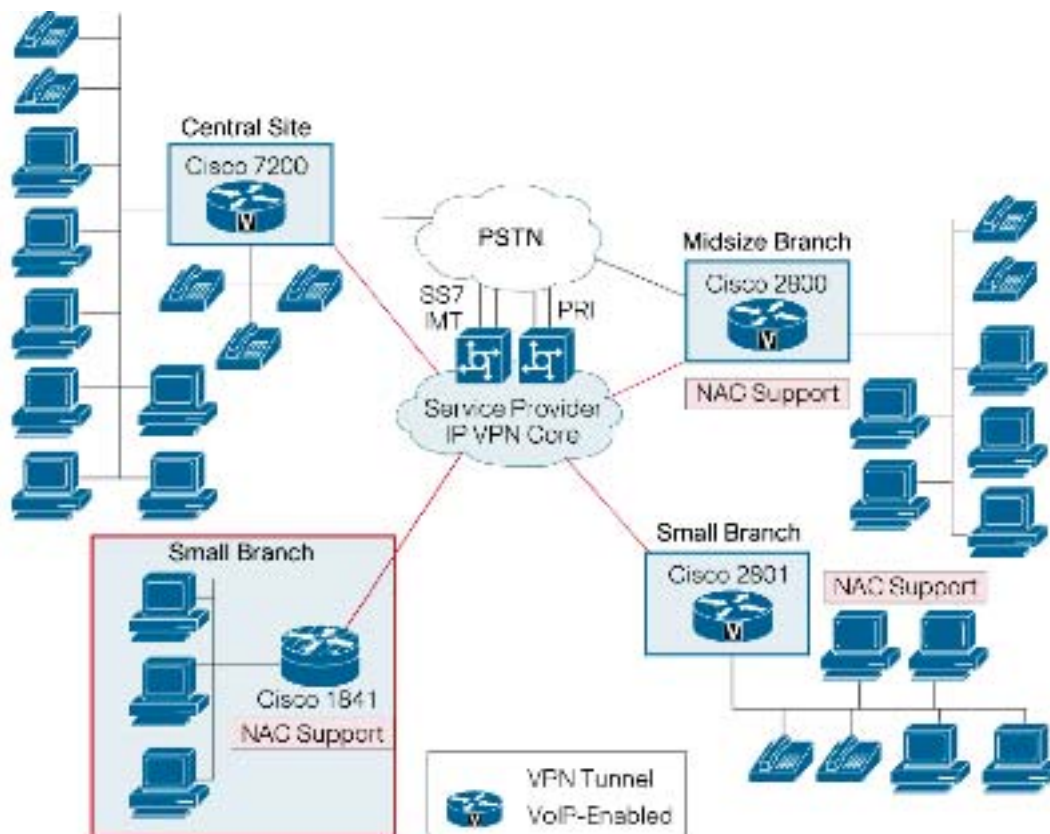 Central Site
Cisco 7200
V
PSTN
SS7
IMT
PRI
Midsize Branch
Cisco 2800
V
NAC Support
Service Provider
IP VPN Core
Small Branch
Cisco 1841
NAC Support
Small Branch
Cisco 2801
V
NAC Support
VPN Tunnel
V
VoIP-Enabled